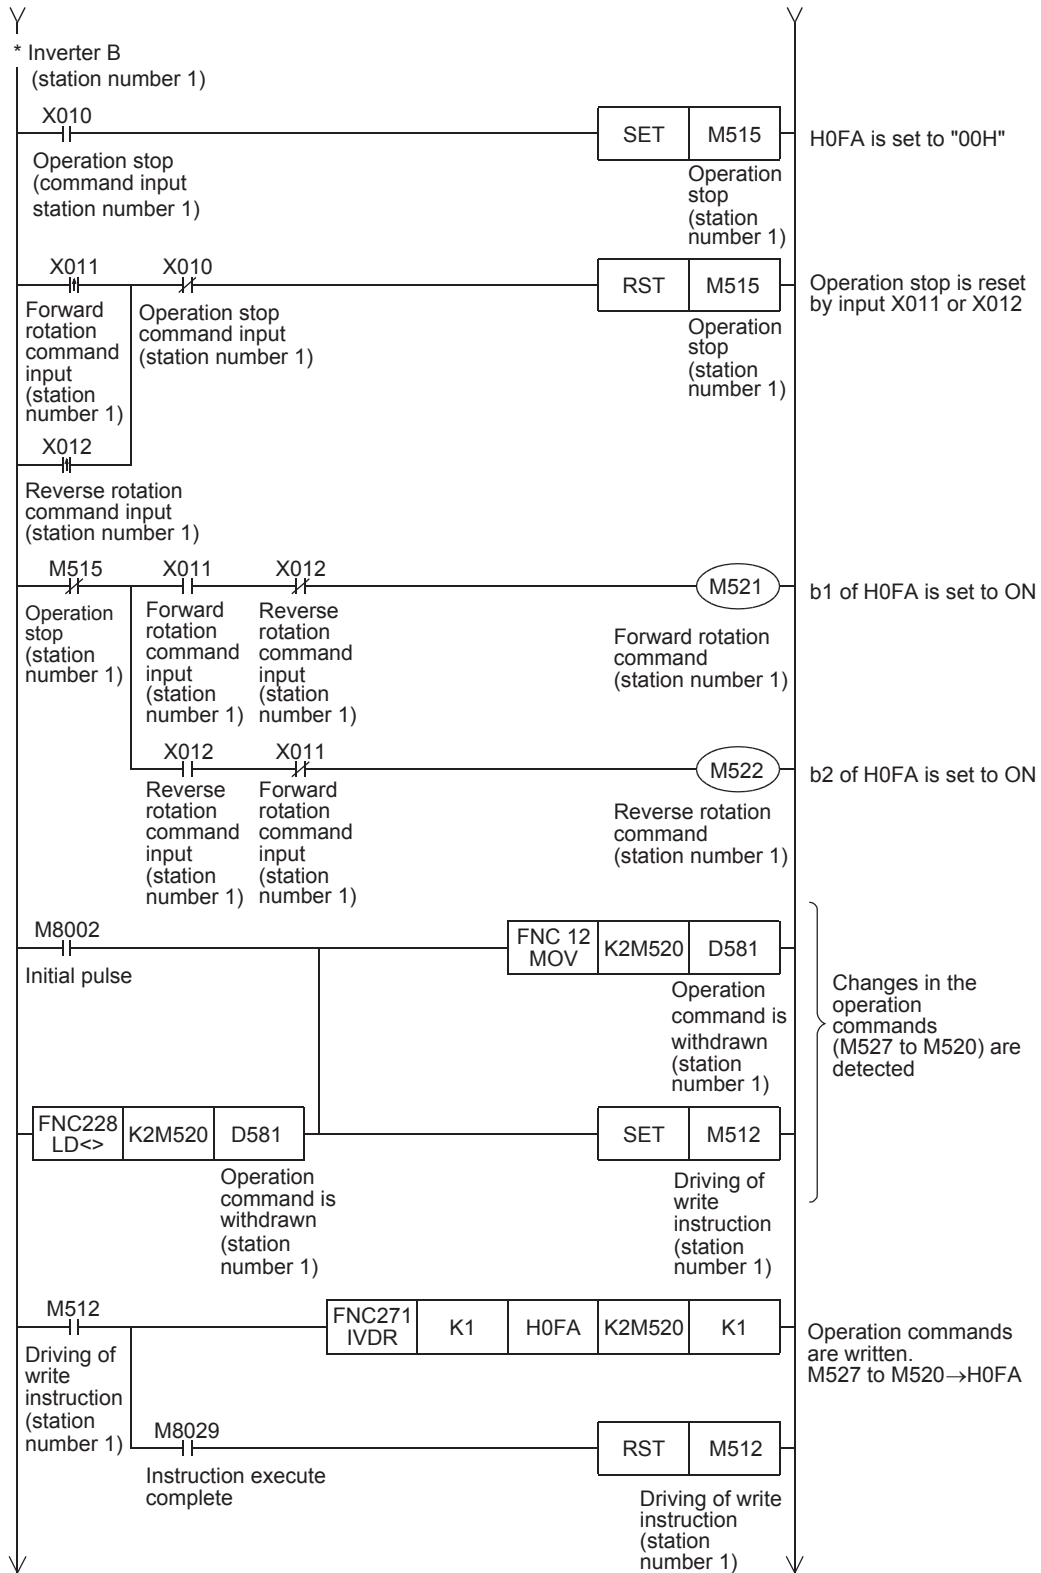 * Inverter B
(station number 1)
X010
SET M515
H0FA is set to "00H"
Operation stop
(command input
station number 1)
Operation
stop
(station
number 1)
X011 X010
RST M515
Operation stop is reset
by input X011 or X012
Forward
rotation
command
input
(station
number 1)
Operation stop
command input
(station number 1)
Operation
stop
(station
number 1)
X012
Reverse rotation
command input
(station number 1)
M515 X011 X012
M521
b1 of H0FA is set to ON
Operation
stop
(station
number 1)
Forward
rotation
command
input
(station
number 1)
Reverse
rotation
command
input
(station
number 1)
Forward rotation
command
(station number 1)
X012 X011
M522
b2 of H0FA is set to ON
Reverse
rotation
command
input
(station
number 1)
Forward
rotation
command
input
(station
number 1)
Reverse rotation
command
(station number 1)
M8002
Initial pulse
FNC 12
MOV K2M520 D581
Operation
command is
withdrawn
(station
number 1)
Changes in the
operation
commands
(M527 to M520) are
detected
FNC228
LD<> K2M520 D581
SET M512
Operation
command is
withdrawn
(station
number 1)
Driving of
write
instruction
(station
number 1)
M512
FNC271
IVDR K1 H0FA K2M520 K1
Operation commands
are written.
M527 to M520→H0FA
Driving of
write
instruction
(station
number 1)
M8029
RST M512
Instruction execute
complete
Driving of write
instruction
(station
number 1)